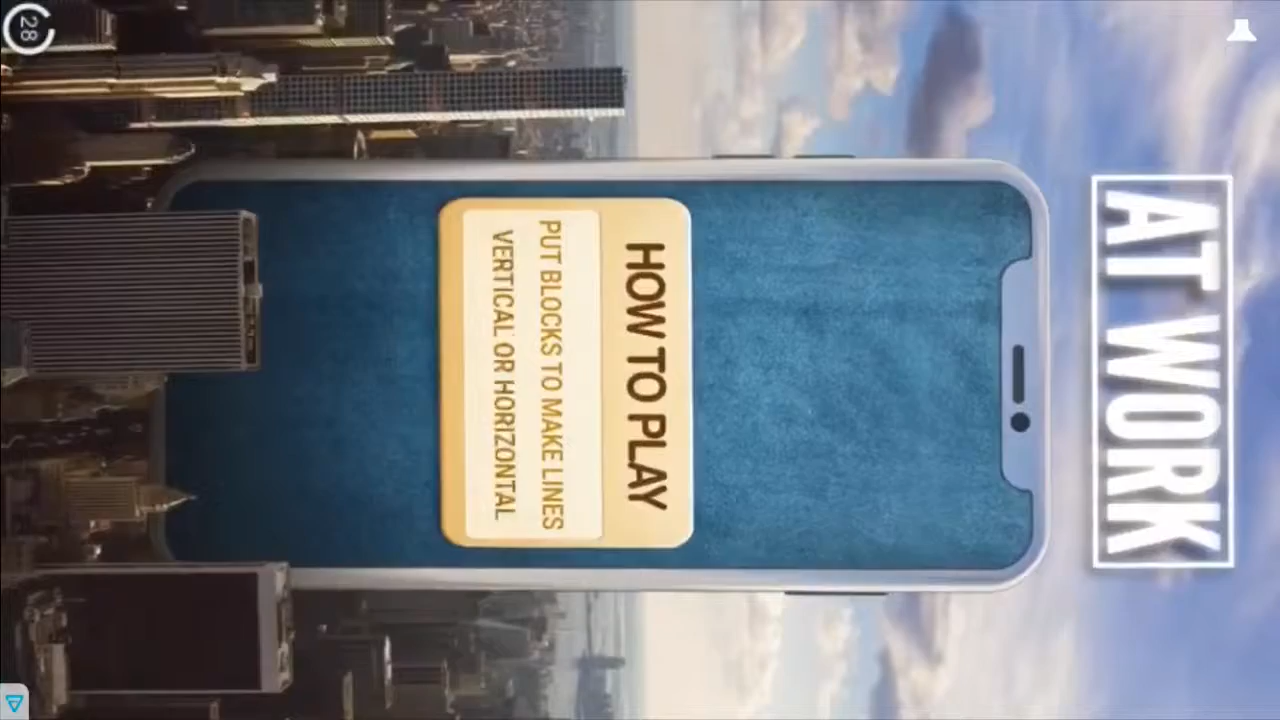 28
AT WORK
HOW TO PLAY
PUT BLOCKS TO MAKE LINES
VERTICAL OR HORIZONTAL